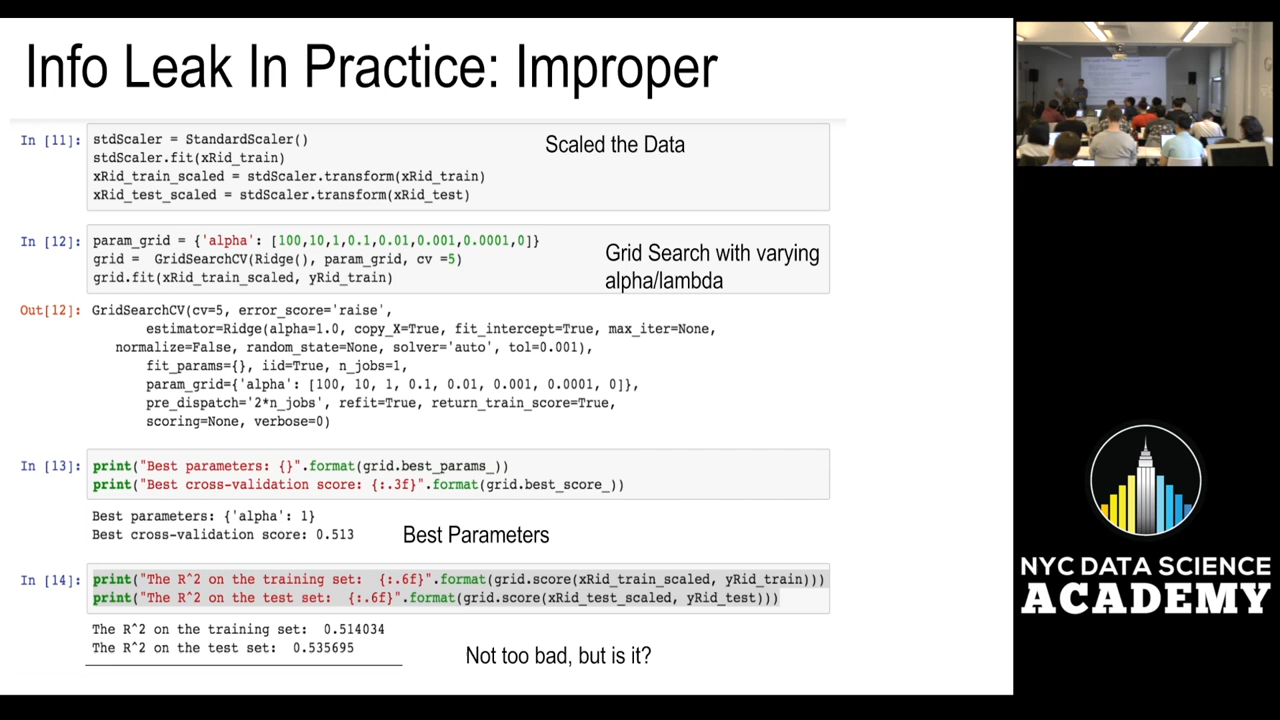 Info Leak In Practice: Improper
In [11]:
stdScaler = StandardScaler()
stdScaler.fit(xRid_train)
xRid_train_scaled = stdScaler.transform(xRid_train)
xRid_test_scaled = stdScaler.transform(xRid_test)
Scaled the Data
In [12]:
param_grid = {'alpha': [100,10,1,0.1,0.01,0.001,0.0001,0]}
grid =  GridSearchCV(Ridge(), param_grid, cv =5)
grid.fit(xRid_train_scaled, yRid_train)
Grid Search with varying
alpha/lambda
Out[12]:
GridSearchCV(cv=5, error_score='raise',
estimator=Ridge(alpha=1.0, copy_X=True, fit_intercept=True, max_iter=None,
normalize=False, random_state=None, solver='auto', tol=0.001),
fit_params={}, iid=True, n_jobs=1,
param_grid={'alpha': [100, 10, 1, 0.1, 0.01, 0.001, 0.0001, 0]},
pre_dispatch='2*n_jobs', refit=True, return_train_score=True,
scoring=None, verbose=0)
In [13]:
print("Best parameters: {}".format(grid.best_params_))
print("Best cross-validation score: {:.3f}".format(grid.best_score_))
Best parameters: {'alpha': 1}
Best cross-validation score: 0.513
Best Parameters
In [14]:
print("The R^2 on the training set:  {:.6f}".format(grid.score(xRid_train_scaled, yRid_train)))
print("The R^2 on the test set:  {:.6f}".format(grid.score(xRid_test_scaled, yRid_test)))
The R^2 on the training set:  0.514034
The R^2 on the test set:  0.535695
Not too bad, but is it?
NYC DATA SCIENCE
ACADEMY